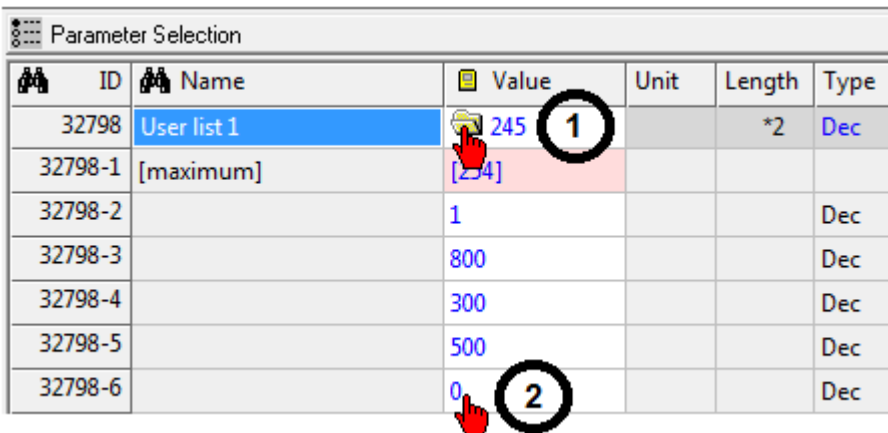 Parameter Selection
ID Name Value Unit Length Type
32798 User list 1 245 1 *2 Dec
32798-1 [maximum] [254]
32798-2 1 Dec
32798-3 800 Dec
32798-4 300 Dec
32798-5 500 Dec
32798-6 0 2 Dec